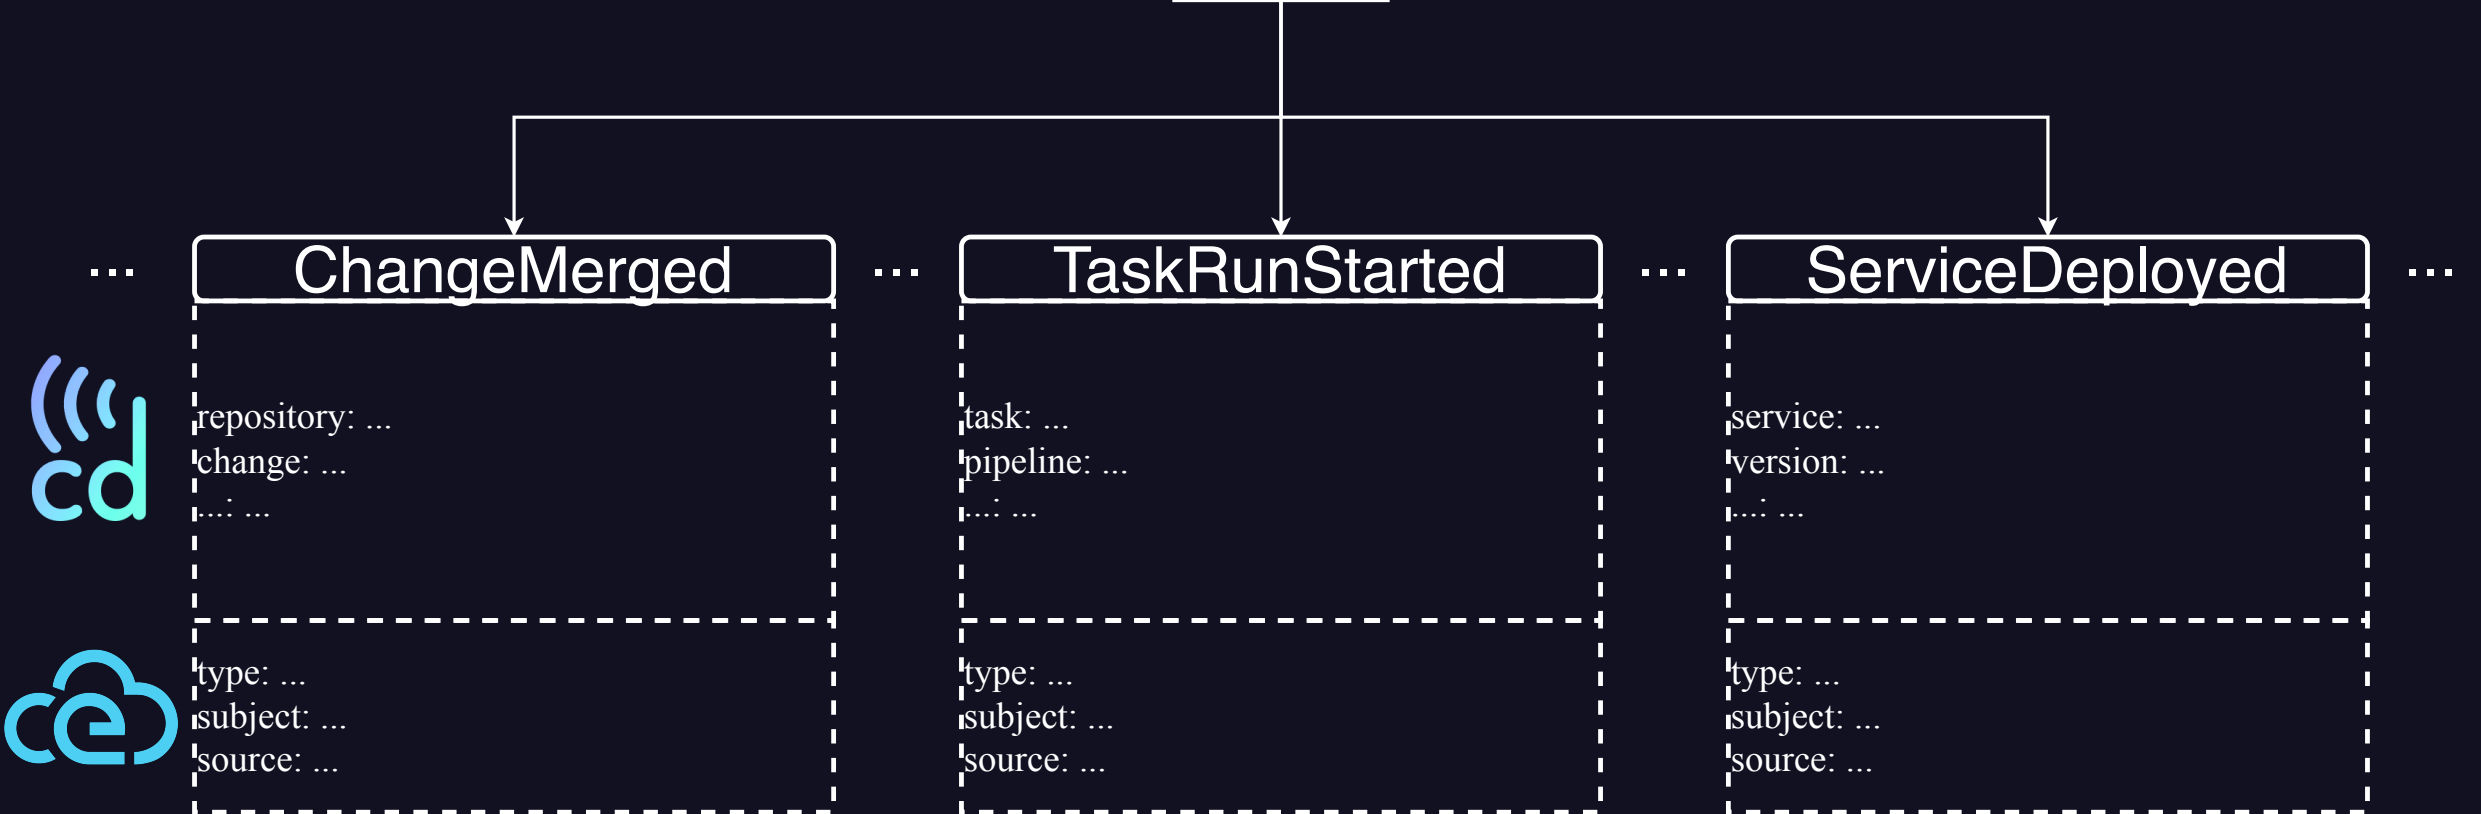 ... ChangeMerged ... TaskRunStarted ... ServiceDeployed ...
cd
repository: ...
change: ...
...: ...
task: ...
pipeline: ...
...: ...
service: ...
version: ...
...: ...
ce
type: ...
subject: ...
source: ...
type: ...
subject: ...
source: ...
type: ...
subject: ...
source: ...